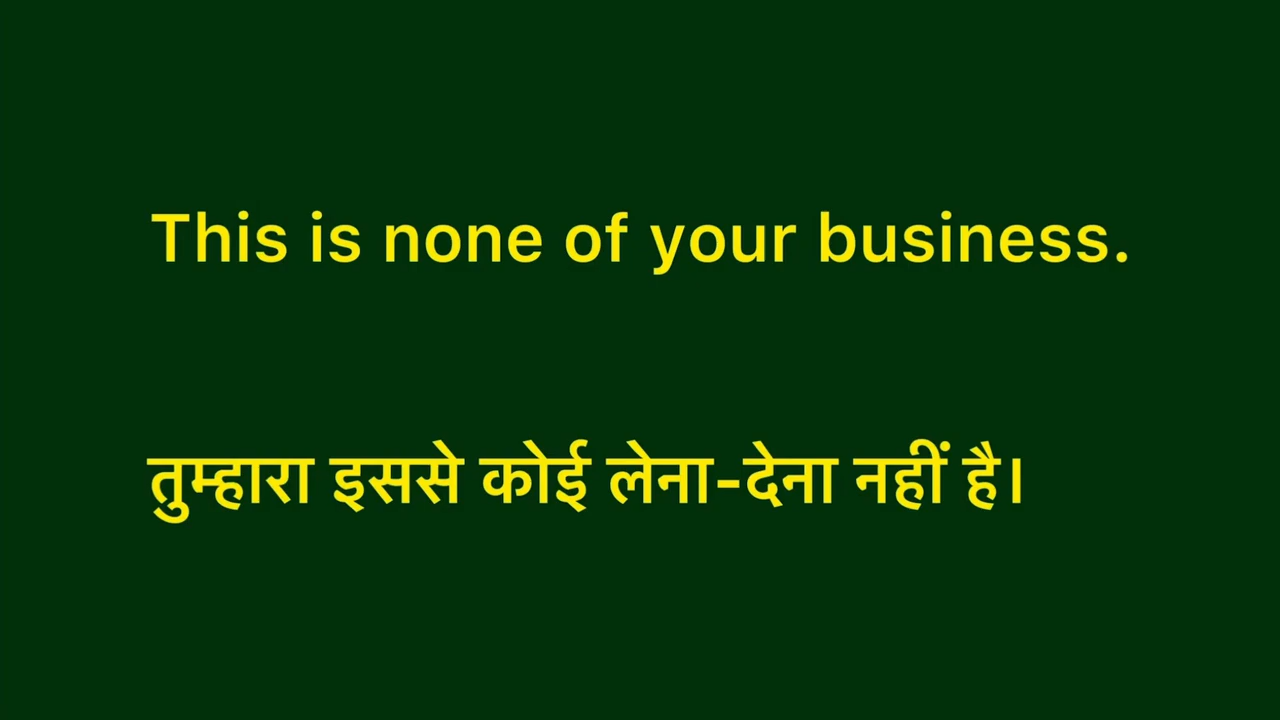 This is none of your business.
तुम्हारा इससे कोई लेना-देना नहीं है।